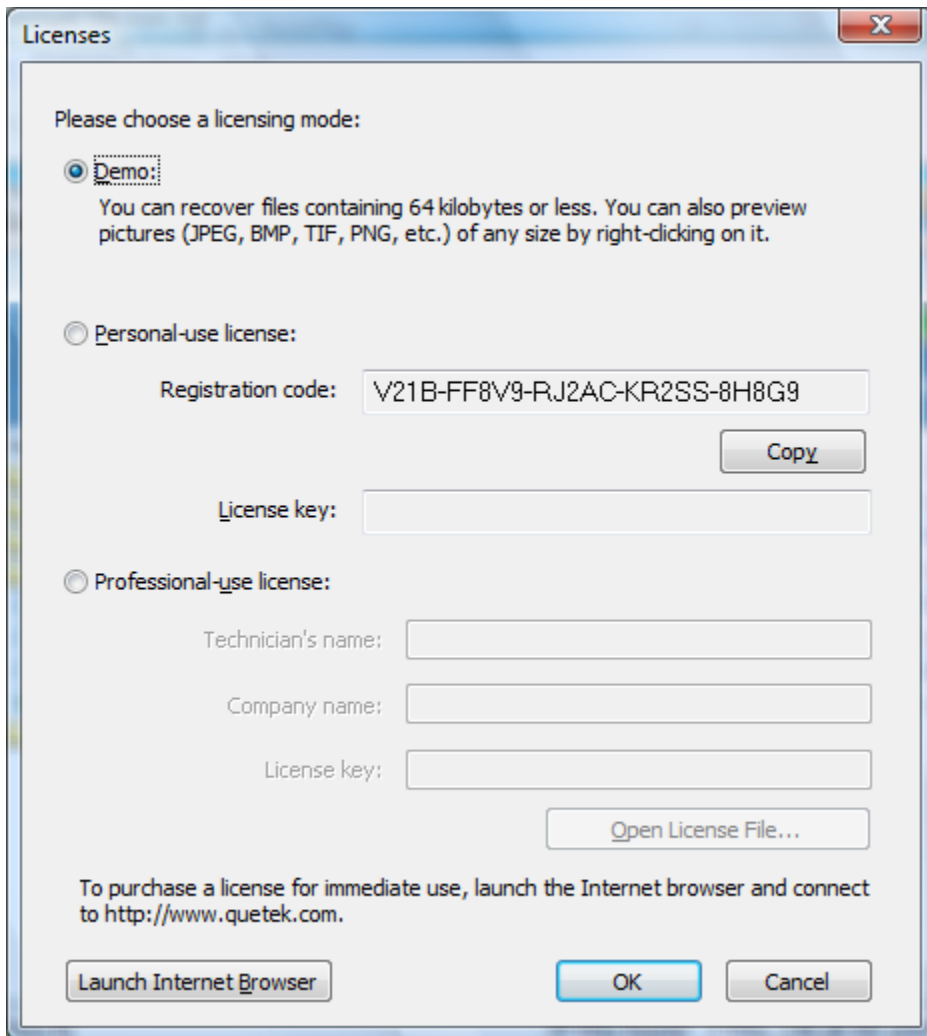 Licenses
Please choose a licensing mode:
Demo:
You can recover files containing 64 kilobytes or less. You can also preview
pictures (JPEG, BMP, TIF, PNG, etc.) of any size by right-clicking on it.
Personal-use license:
Registration code: V21B-FF8V9-RJ2AC-KR2SS-8H8G9
Copy
License key:
Professional-use license:
Technician's name:
Company name:
License key:
Open License File...
To purchase a license for immediate use, launch the Internet browser and connect
to http://www.quetek.com.
Launch Internet Browser OK Cancel